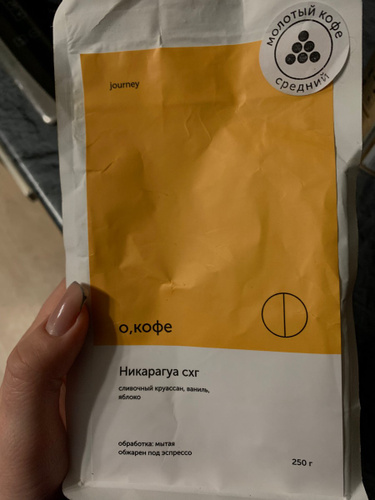 МОЛОТЫЙ КОФЕ
СРЕДНИЙ
journey
о,кофе
Никарагуа схг
сливочный круассан, ваниль,
яблоко
обработка: мытая
обжарен под эспрессо
250 г